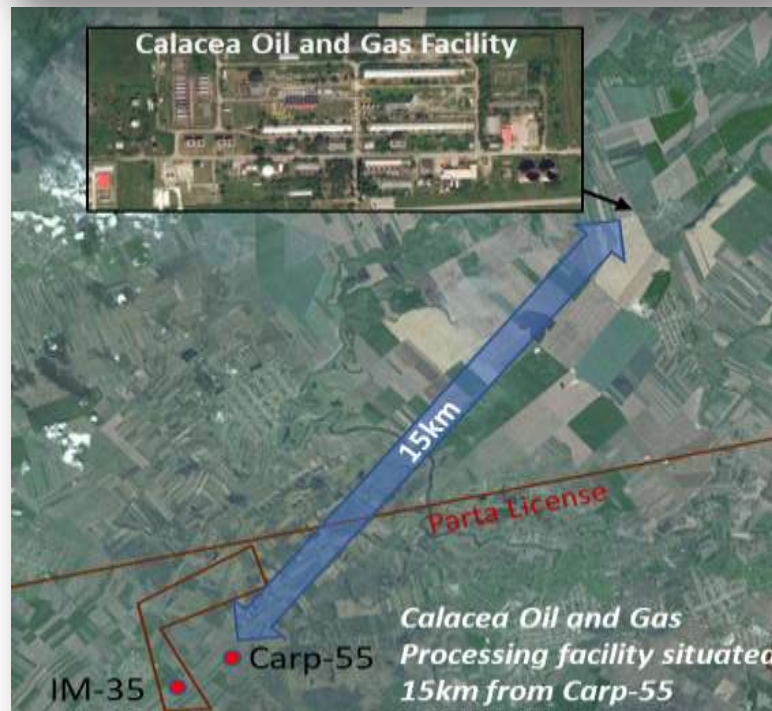 Calacea Oil and Gas Facility
15km
Parta License
Carp-55
IM-35
Calacea Oil and Gas
Processing facility situated
15km from Carp-55